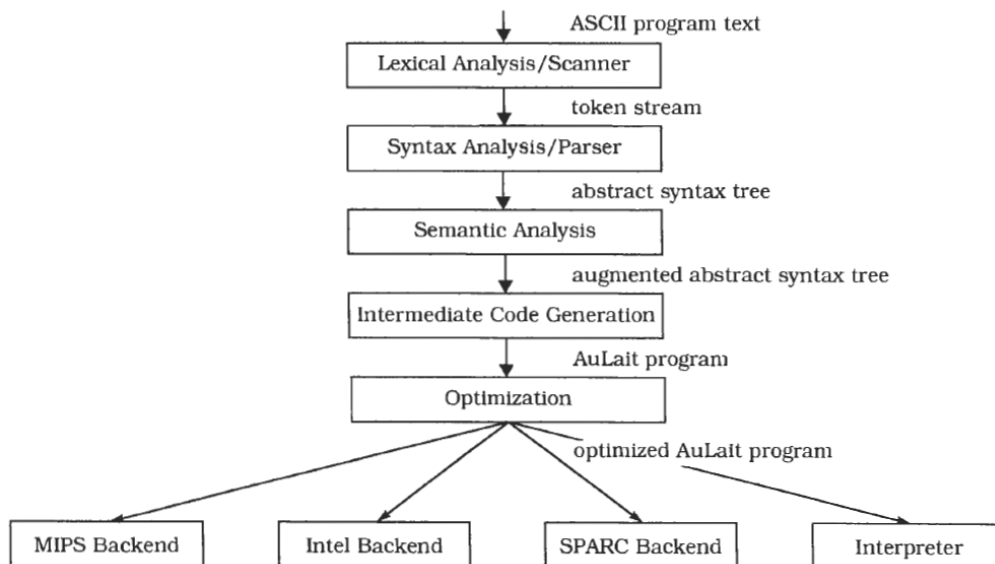 ASCII program text
Lexical Analysis/Scanner
token stream
Syntax Analysis/Parser
abstract syntax tree
Semantic Analysis
augmented abstract syntax tree
Intermediate Code Generation
AuLait program
Optimization
optimized AuLait program
MIPS Backend
Intel Backend
SPARC Backend
Interpreter